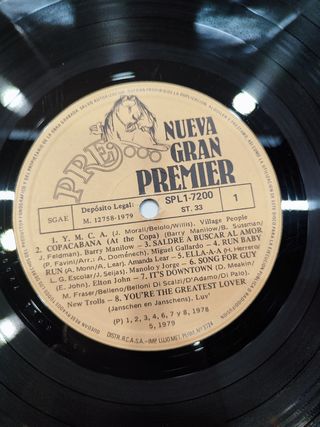 PRE...
NUEVA
GRAN
PREMIER
SGAE
Depósito Legal:
M. 12758-1979
SPL1-7200
ST. 33
1
1. Y. M. C. A. (J. Morali/Belolo/Willis), Village People
2. COPACABANA (At the Copa) (Barry Manilow/B. Sussman/
J. Feldman), Barry Manilow — 3. SALDRE A BUSCAR AL AMOR
(P. Favini/Art.: A. Doménech), Miguel Gallardo — 4. RUN BABY
RUN (A. Monn/A. Lear), Amanda Lear — 5. ELLA-A-A (H. Herrero/
L. G. Escolar/J. Seijas), Manolo y Jorge — 6. SONG FOR GUY
(E. John), Elton John — 7. IT'S DOWNTOWN (D. Meakin/
M. Fraser/Belleno/Belloni Di Scalzi/D'Adamo/Di Palo),
New Trolls — 8. YOU'RE THE GREATEST LOVER
(Janschen en Janschens), Luv'
(P) 1, 2, 3, 4, 6, 7 y 8, 1978
5, 1979
DISTR. R.C.A.-S.A.